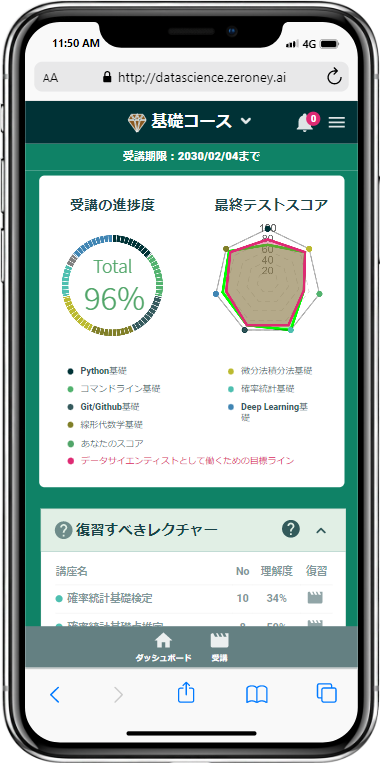 11:50 AM
4G
AA
http://datascience.zeroney.ai
基礎コース
0
受講期限：2030/02/04まで
受講の進捗度
最終テストスコア
Total
96%
100
80
60
40
20
Python基礎
微分法積分法基礎
コマンドライン基礎
確率統計基礎
Git/Github基礎
Deep Learning基
礎
線形代数学基礎
あなたのスコア
データサイエンティストとして働くための目標ライン
? 復習すべきレクチャー ?
講座名 No 理解度 復習
確率統計基礎検定 10 34%
ダッシュボード
受講